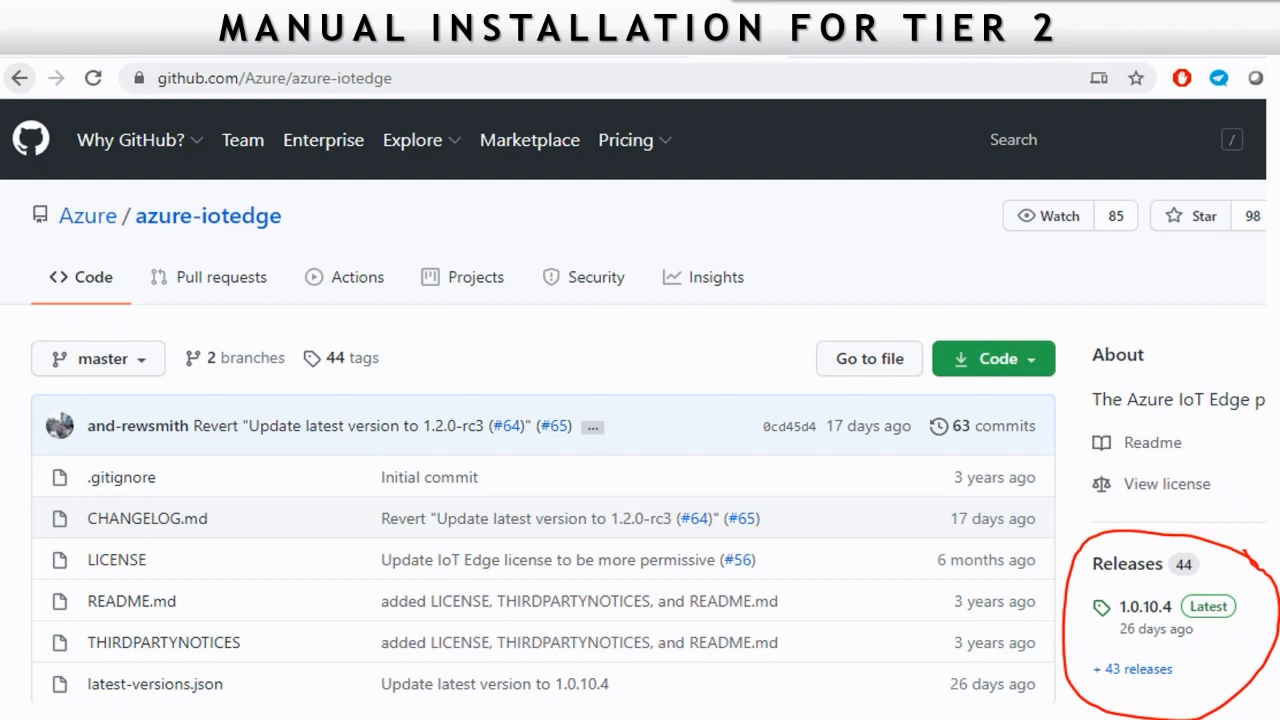 MANUAL INSTALLATION FOR TIER 2
github.com/Azure/azure-iotedge
Why GitHub? Team Enterprise Explore Marketplace Pricing Search /
Azure / azure-iotedge Watch 85 Star 98
Code Pull requests Actions Projects Security Insights
master 2 branches 44 tags Go to file Code
About
The Azure IoT Edge p
Readme
View license
and-rewsmith Revert "Update latest version to 1.2.0-rc3 (#64)" (#65) ... 0cd45d4 17 days ago 63 commits
.gitignore Initial commit 3 years ago
CHANGELOG.md Revert "Update latest version to 1.2.0-rc3 (#64)" (#65) 17 days ago
LICENSE Update IoT Edge license to be more permissive (#56) 6 months ago
README.md added LICENSE, THIRDPARTYNOTICES, and README.md 3 years ago
THIRDPARTYNOTICES added LICENSE, THIRDPARTYNOTICES, and README.md 3 years ago
latest-versions.json Update latest version to 1.0.10.4 26 days ago
Releases 44
1.0.10.4 Latest
26 days ago
+ 43 releases